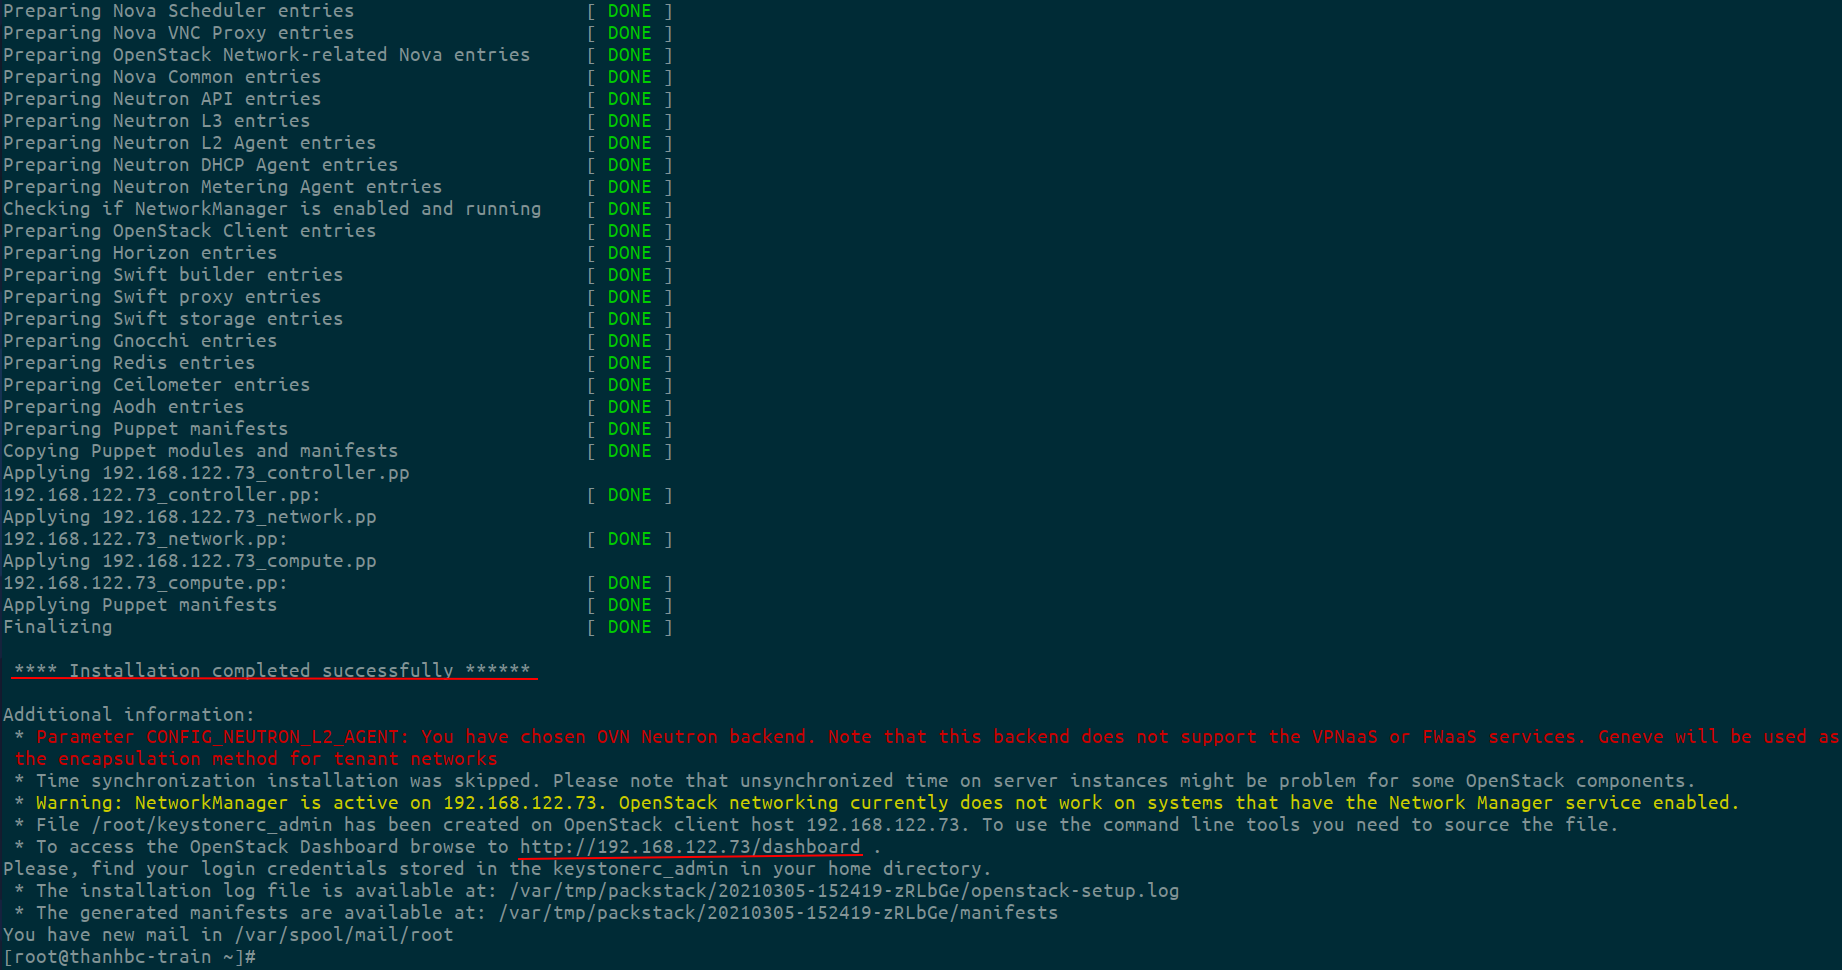 Preparing Nova Scheduler entries [ DONE ]
Preparing Nova VNC Proxy entries [ DONE ]
Preparing OpenStack Network-related Nova entries [ DONE ]
Preparing Nova Common entries [ DONE ]
Preparing Neutron API entries [ DONE ]
Preparing Neutron L3 entries [ DONE ]
Preparing Neutron L2 Agent entries [ DONE ]
Preparing Neutron DHCP Agent entries [ DONE ]
Preparing Neutron Metering Agent entries [ DONE ]
Checking if NetworkManager is enabled and running [ DONE ]
Preparing OpenStack Client entries [ DONE ]
Preparing Horizon entries [ DONE ]
Preparing Swift builder entries [ DONE ]
Preparing Swift proxy entries [ DONE ]
Preparing Swift storage entries [ DONE ]
Preparing Gnocchi entries [ DONE ]
Preparing Redis entries [ DONE ]
Preparing Ceilometer entries [ DONE ]
Preparing Aodh entries [ DONE ]
Preparing Puppet manifests [ DONE ]
Copying Puppet modules and manifests [ DONE ]
Applying 192.168.122.73_controller.pp
192.168.122.73_controller.pp: [ DONE ]
Applying 192.168.122.73_network.pp
192.168.122.73_network.pp: [ DONE ]
Applying 192.168.122.73_compute.pp
192.168.122.73_compute.pp: [ DONE ]
Applying Puppet manifests [ DONE ]
Finalizing [ DONE ]
**** Installation completed successfully ******
Additional information:
* Parameter CONFIG_NEUTRON_L2_AGENT: You have chosen OVN Neutron backend. Note that this backend does not support the VPNaaS or FWaaS services. Geneve will be used as
the encapsulation method for tenant networks
* Time synchronization installation was skipped. Please note that unsynchronized time on server instances might be problem for some OpenStack components.
* Warning: NetworkManager is active on 192.168.122.73. OpenStack networking currently does not work on systems that have the Network Manager service enabled.
* File /root/keystonerc_admin has been created on OpenStack client host 192.168.122.73. To use the command line tools you need to source the file.
* To access the OpenStack Dashboard browse to http://192.168.122.73/dashboard .
Please, find your login credentials stored in the keystonerc_admin in your home directory.
* The installation log file is available at: /var/tmp/packstack/20210305-152419-zRLbGe/openstack-setup.log
* The generated manifests are available at: /var/tmp/packstack/20210305-152419-zRLbGe/manifests
You have new mail in /var/spool/mail/root
[root@thanhbc-train ~]#